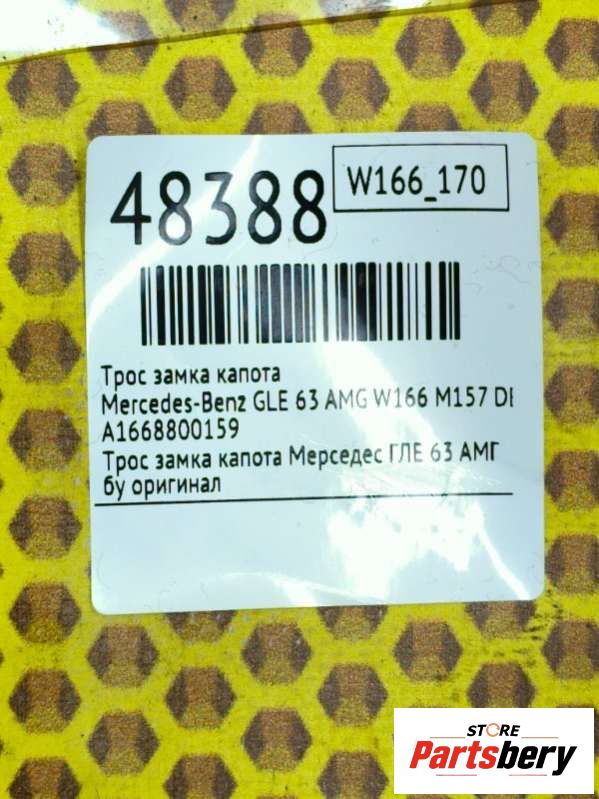 48388
W166_170
Трос замка капота
Mercedes-Benz GLE 63 AMG W166 M157 DE
A1668800159
Трос замка капота Мерседес ГЛЕ 63 АМГ
бу оригинал
STORE
Partsbery